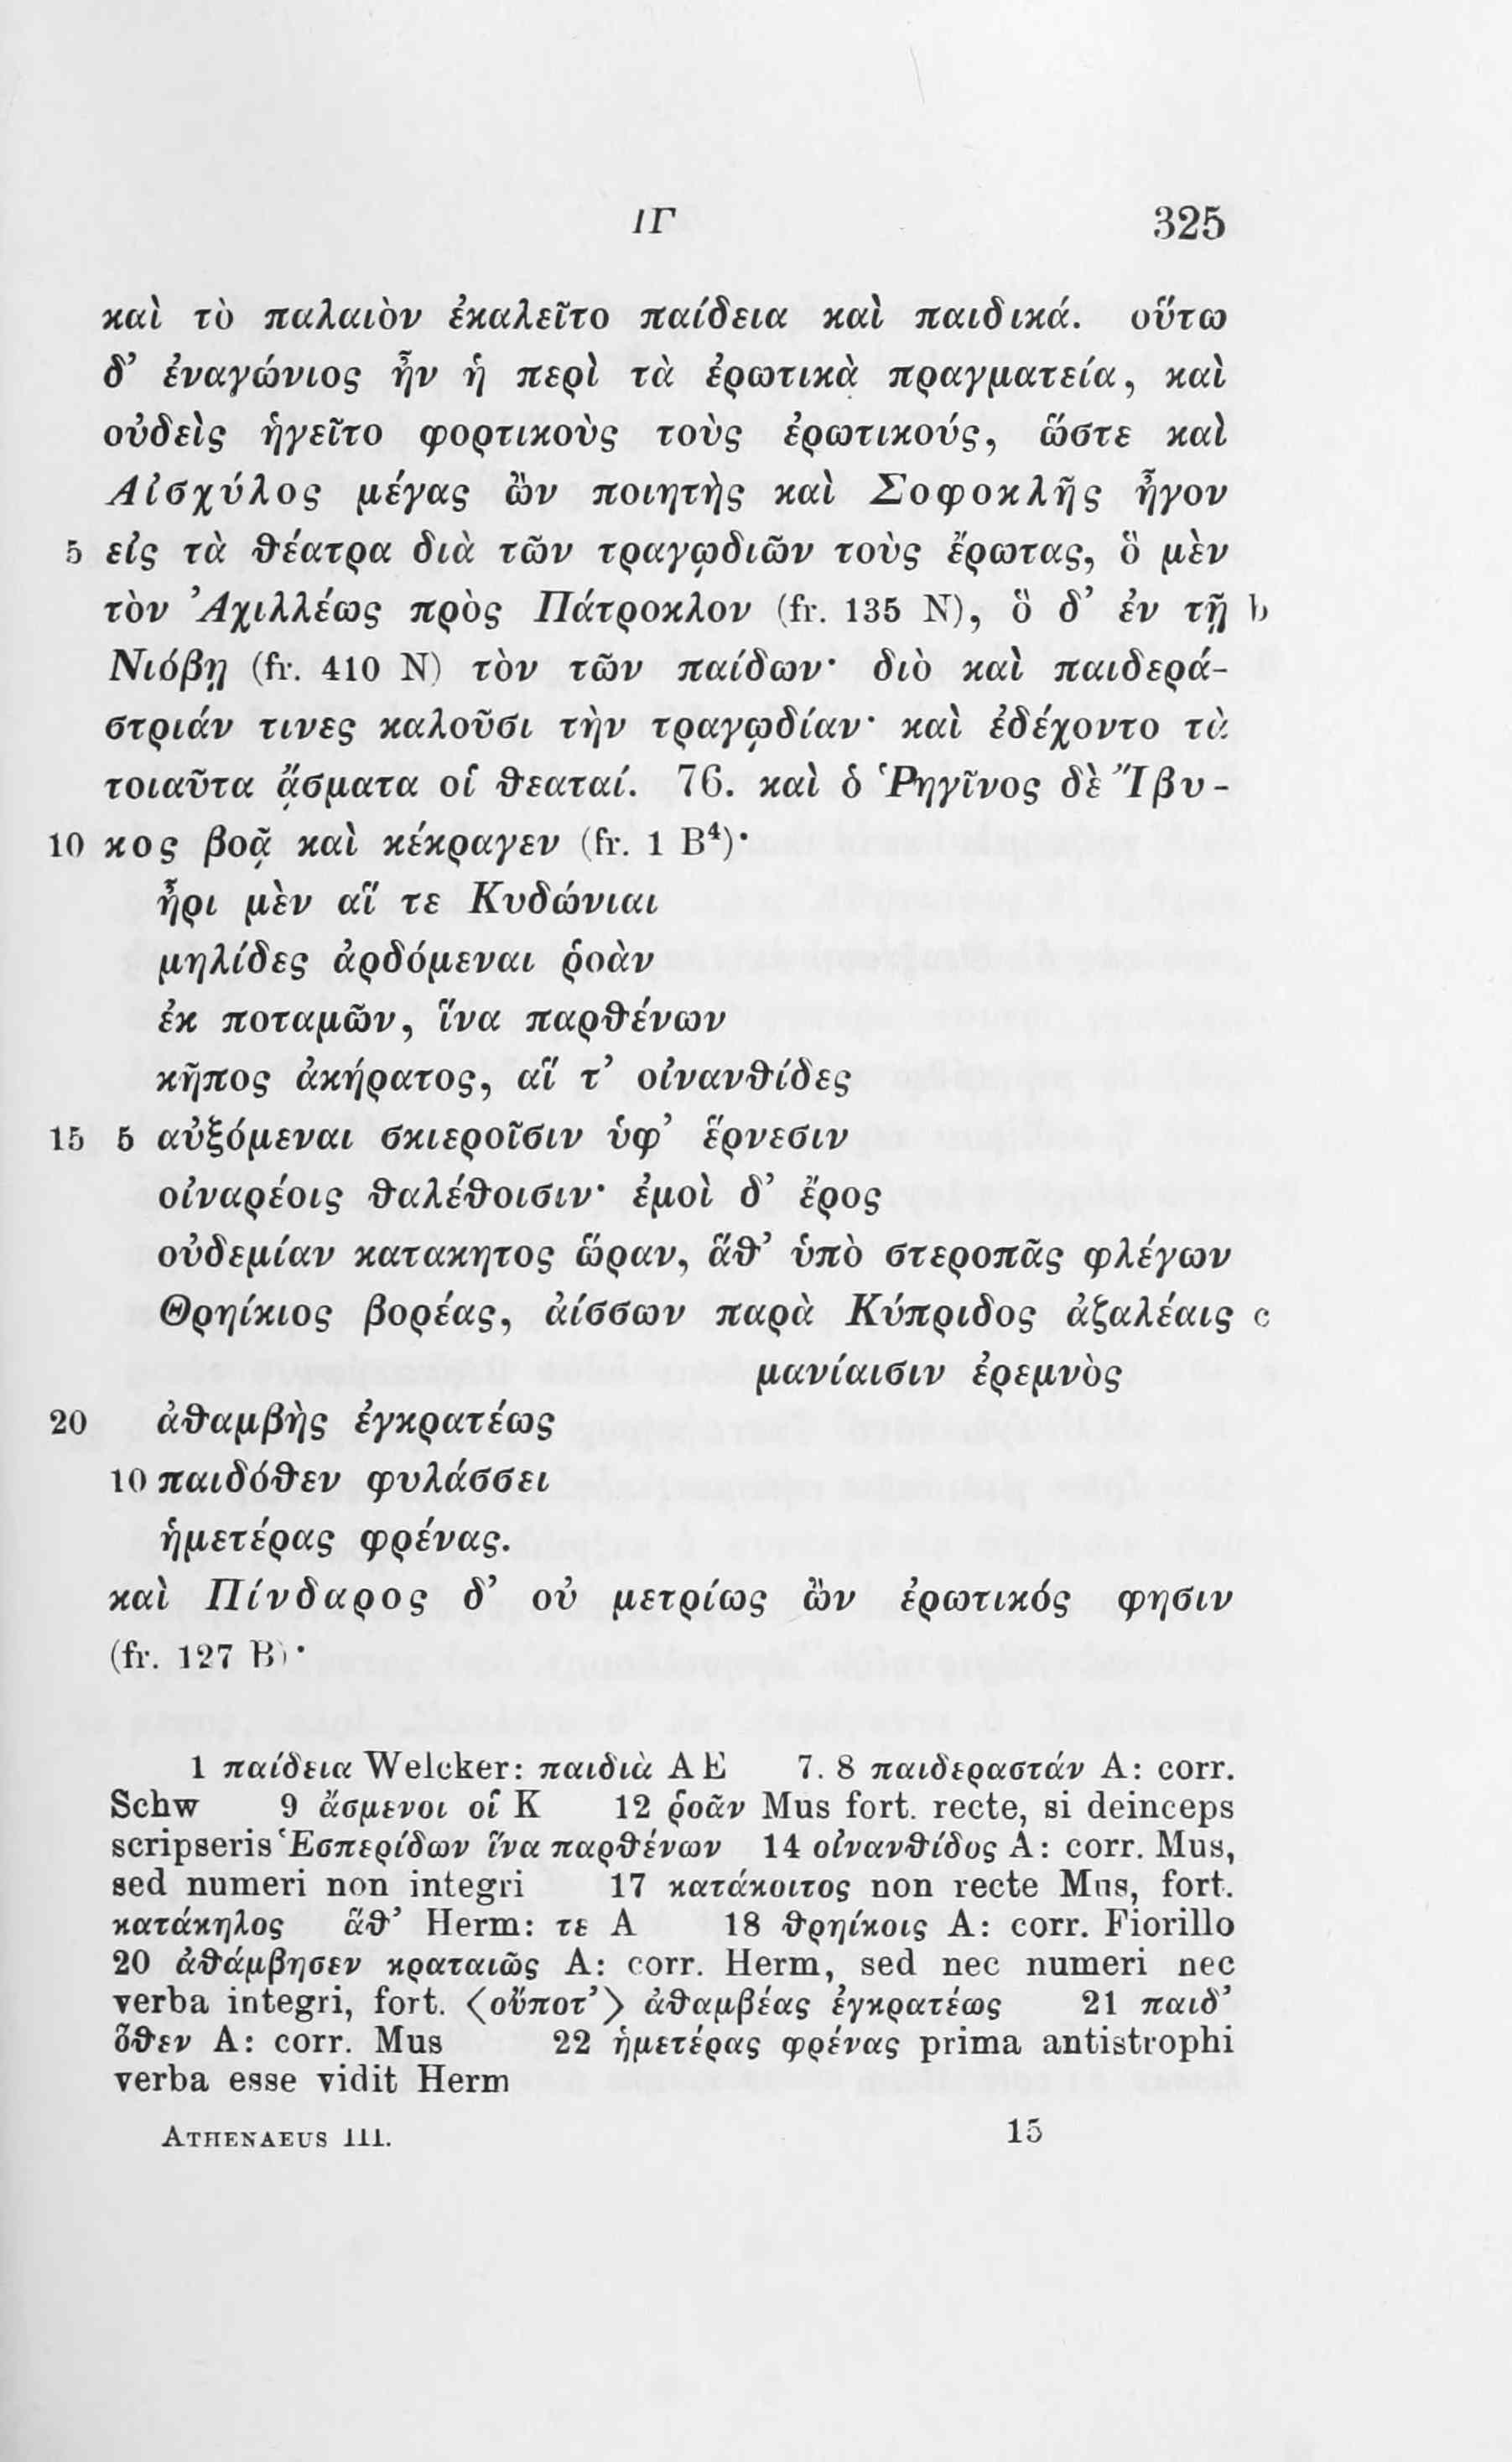 ΙΓ 325
καὶ τὸ παλαιὸν ἐκαλεῖτο παίδεια καὶ παιδικά. οὕτω
δ’ ἐναγώνιος ἦν ἡ περὶ τὰ ἐρωτικὰ πραγματεία, καὶ
οὐδεὶς ἡγεῖτο φορτικοὺς τοὺς ἐρωτικούς, ὥστε καὶ
Αἰσχύλος μέγας ὢν ποιητὴς καὶ Σοφοκλῆς ἦγον
5 εἰς τὰ θέατρα διὰ τῶν τραγῳδιῶν τοὺς ἔρωτας, ὃ μὲν
τὸν Ἀχιλλέως πρὸς Πάτροκλον (fr. 135 N), ὃ δ’ ἐν τῇ b
Νιόβῃ (fr. 410 N) τὸν τῶν παίδων· διὸ καὶ παιδερά-
στριάν τινες καλοῦσι τὴν τραγῳδίαν· καὶ ἐδέχοντο τὰ
τοιαῦτα ᾄσματα οἱ θεαταί. 76. καὶ ὁ Ῥηγῖνος δὲ Ἴβυ-
10 κος βοᾷ καὶ κέκραγεν (fr. 1 B⁴)·
ἦρι μὲν αἵ τε Κυδώνιαι
μηλίδες ἀρδόμεναι ῥοὰν
ἐκ ποταμῶν, ἵνα παρθένων
κῆπος ἀκήρατος, αἵ τ’ οἰνανθίδες
15 5 αὐξόμεναι σκιεροῖσιν ὑφ’ ἕρνεσιν
οἰναρέοις θαλέθοισιν· ἐμοὶ δ’ ἔρος
οὐδεμίαν κατακητος ὥραν, ἅθ’ ὑπὸ στεροπᾶς φλέγων
Θρηίκιος βορέας, ἀίσσων παρὰ Κύπριδος ἀζαλέαις c
μανίαισιν ἐρεμνὸς
20 ἀθαμβὴς ἐγκρατέως
10 παιδόθεν φυλάσσει
ἡμετέρας φρένας.
καὶ Πίνδαρος δ’ οὐ μετρίως ὢν ἐρωτικός φησιν
(fr. 127 B)·
1 παίδεια Welcker: παιδιὰ A E 7. 8 παιδεραστάν A: corr.
Schw 9 ἄσμενοι οἱ K 12 ῥοᾶν Mus fort. recte, si deinceps
scripseris Ἑσπερίδων ἵνα παρθένων 14 οἰνανθίδος A: corr. Mus,
sed numeri non integri 17 κατάκοιτος non recte Mus, fort.
κατάκηλος ἅθ’ Herm: τε A 18 θρηίκοις A: corr. Fiorillo
20 ἀθάμβησεν κραταιῶς A: corr. Herm, sed nec numeri nec
verba integri, fort. ⟨οὔποτ’⟩ ἀθαμβέας ἐγκρατέως 21 παιδ’
ὅθεν A: corr. Mus 22 ἡμετέρας φρένας prima antistrophi
verba esse vidit Herm
ATHENAEUS III. 15